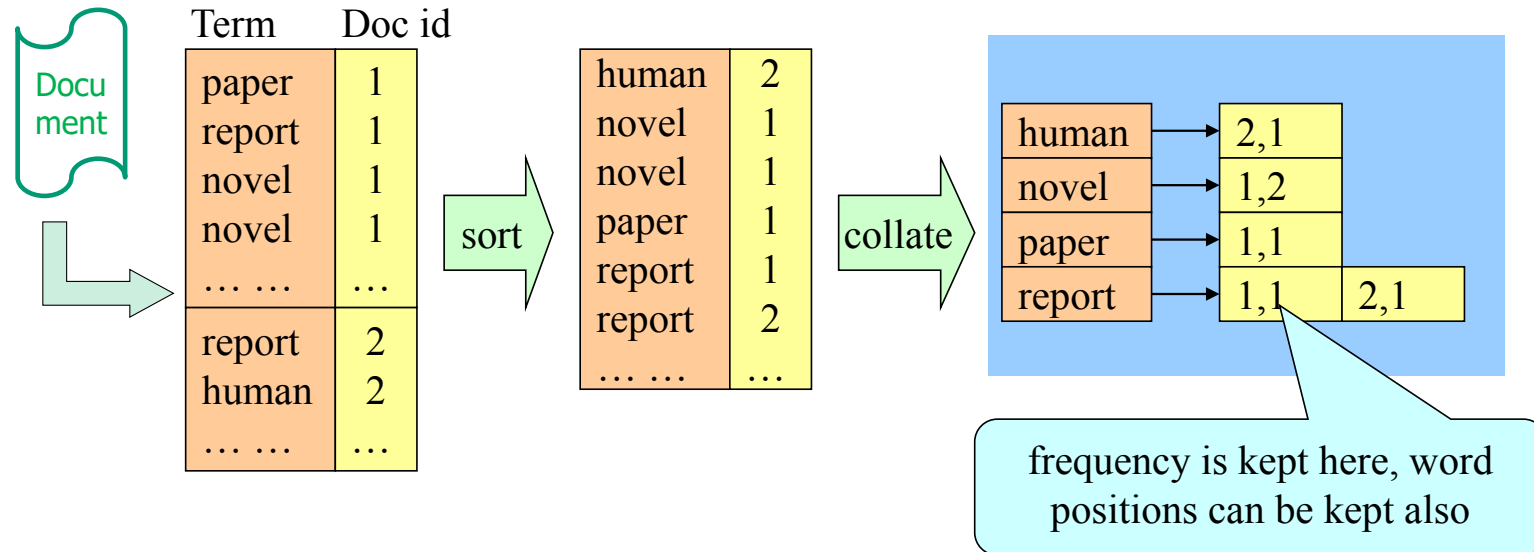 Docu
ment
Term Doc id
paper 1
report 1
novel 1
novel 1
… … …
report 2
human 2
… … …
sort
human 2
novel 1
novel 1
paper 1
report 1
report 2
… … …
collate
human 2,1
novel 1,2
paper 1,1
report 1,1 2,1
frequency is kept here, word
positions can be kept also